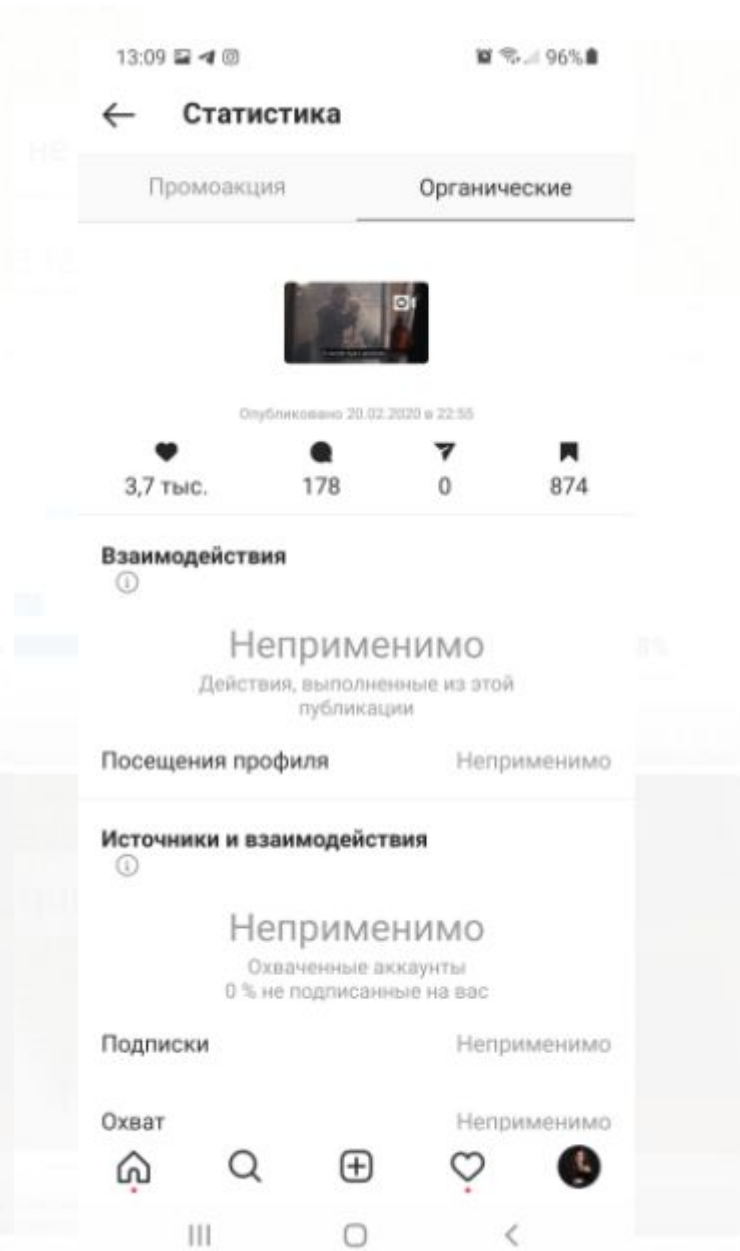 13:09 96%
Статистика
Промоакция Органические
Опубликовано 20.02.2020 в 22:55
3,7 тыс. 178 0 874
Взаимодействия
Неприменимо
Действия, выполненные из этой
публикации
Посещения профиля Неприменимо
Источники и взаимодействия
Неприменимо
Охваченные аккаунты
0 % не подписанные на вас
Подписки Неприменимо
Охват Неприменимо